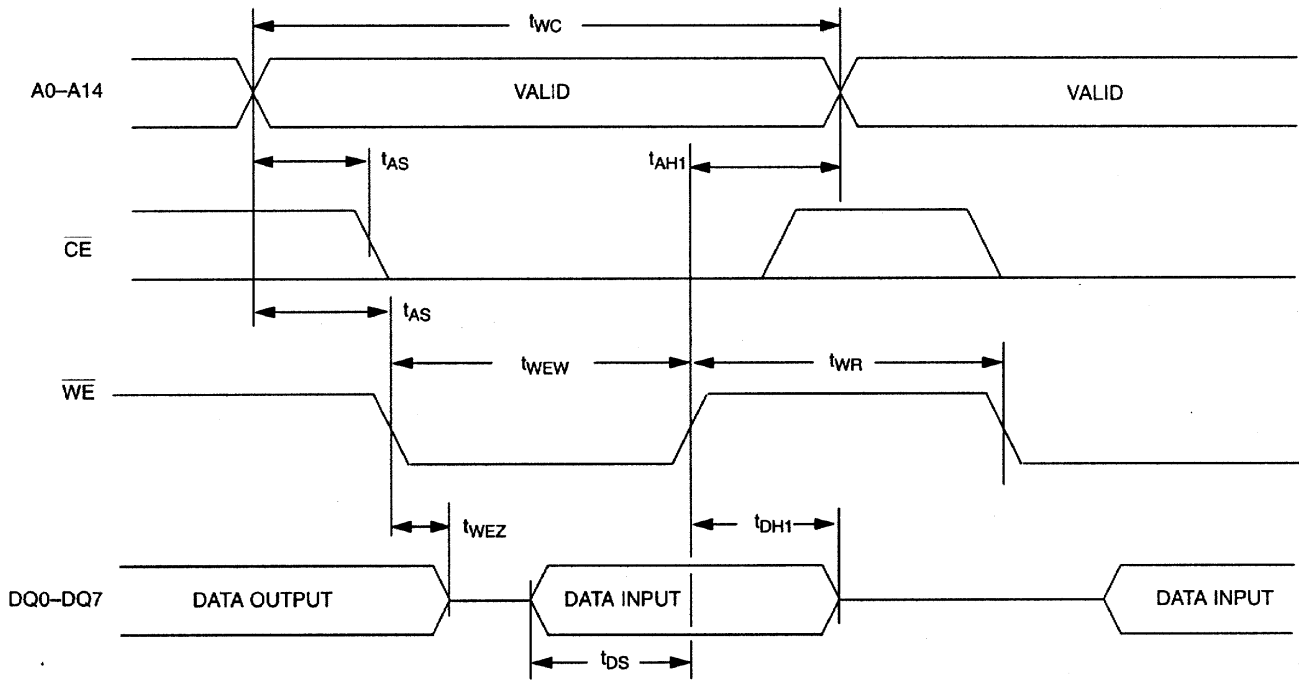 tWC
A0–A14 VALID VALID
tAS tAH1
CE
tAS
tWEW tWR
WE
tWEZ tDH1
DQ0–DQ7 DATA OUTPUT DATA INPUT DATA INPUT
tDS